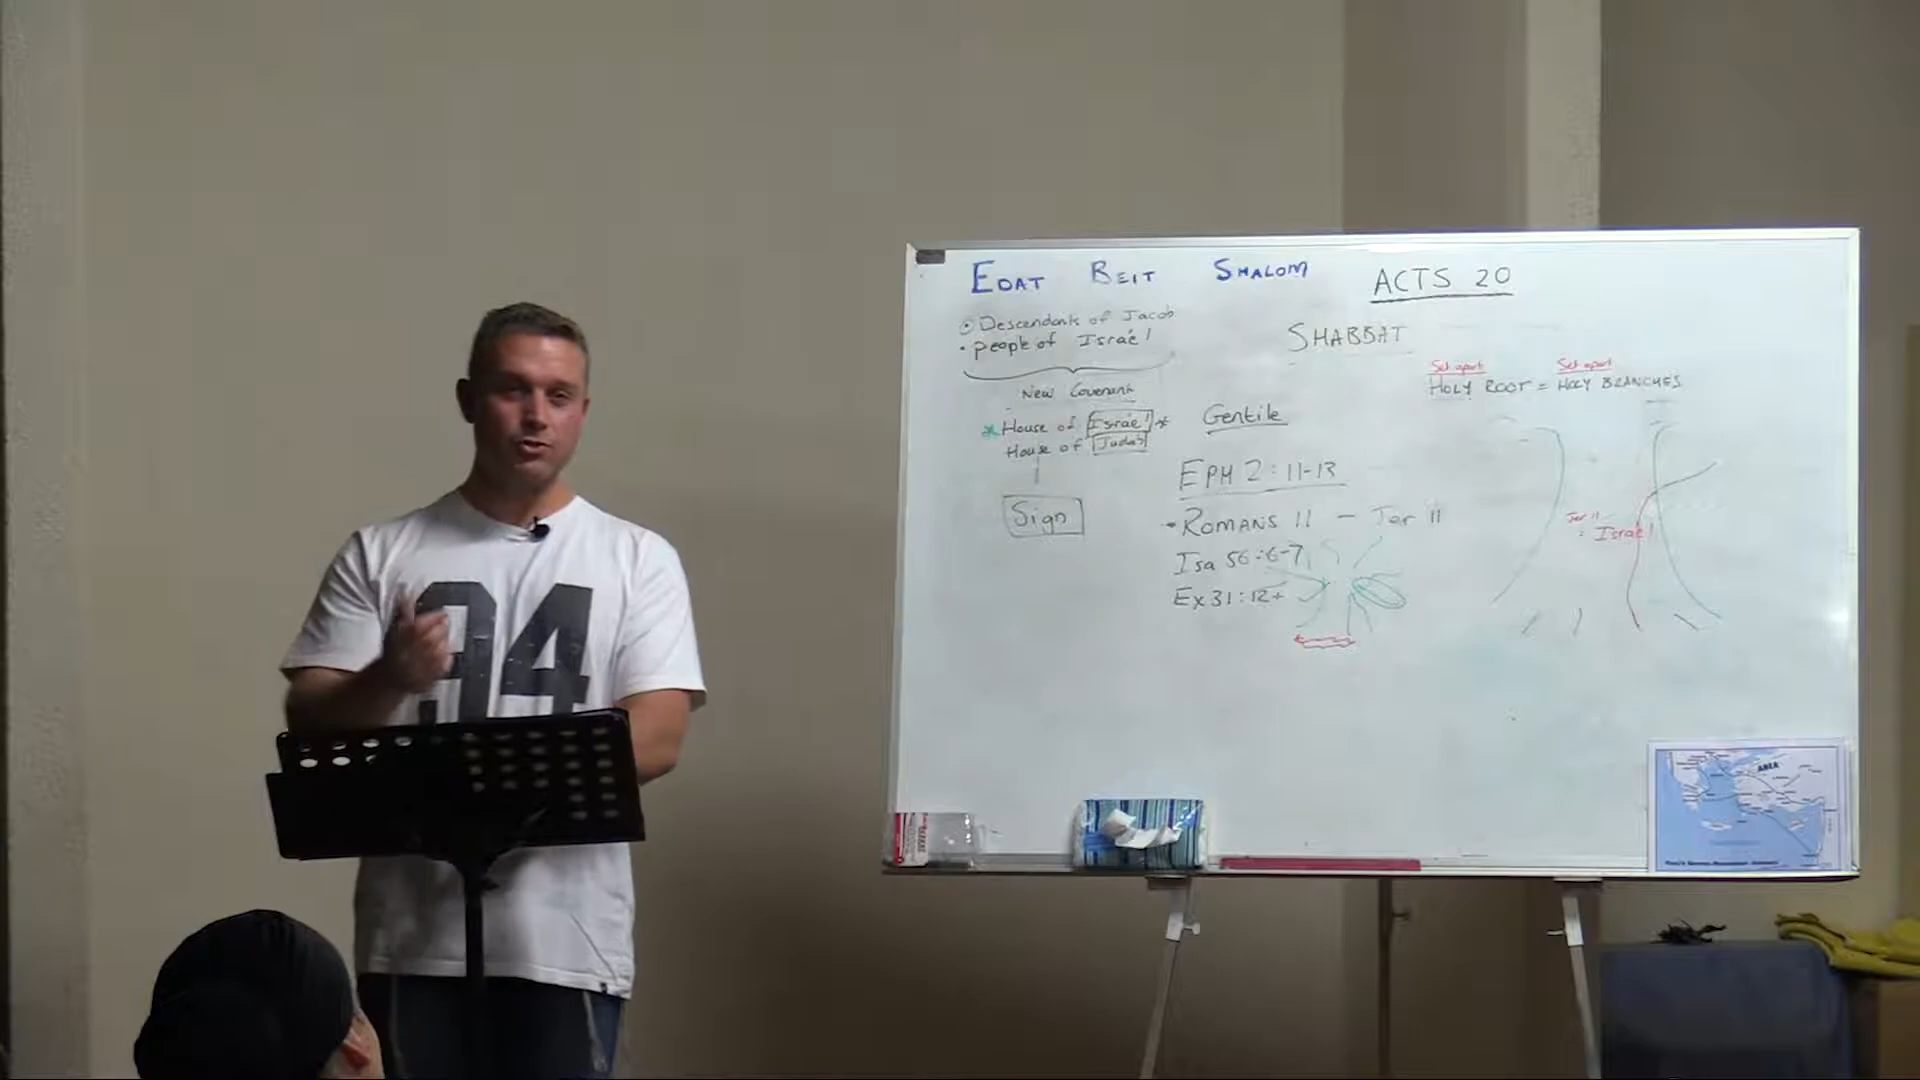 EDAT BEIT SHALOM
ACTS 20
Descendants of Jacob
people of Israel
SHABBAT
New Covenant
House of Israel
House of Judah
Sign
Gentile
EPH 2:11-13
ROMANS 11 - Jer 11
Isa 56:6-7
Ex 31:12+
Set apart Set apart
HOLY ROOT = HOLY BRANCHES
Jer 11
= Israel
94
AREA